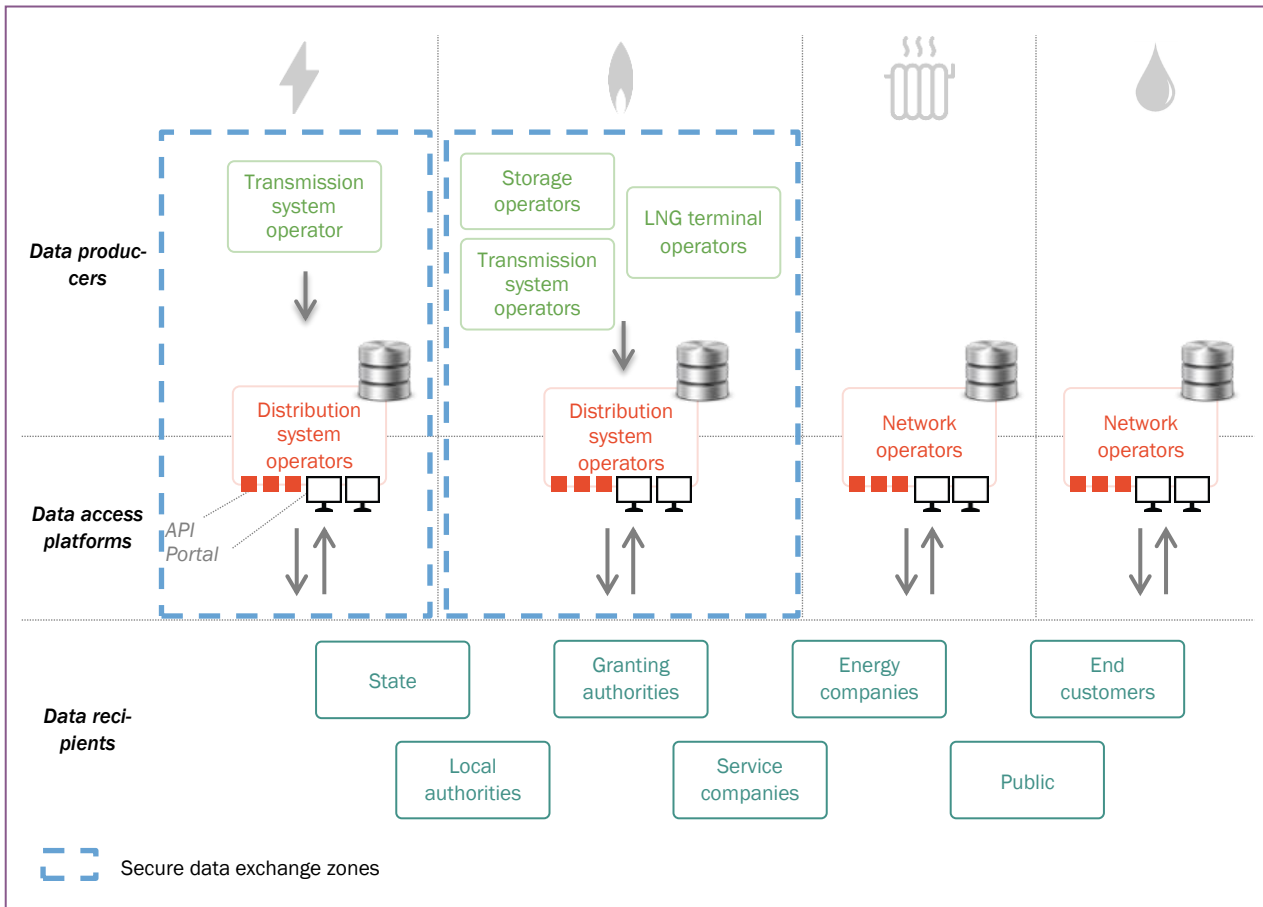 Transmission
system
operator
Storage
operators
LNG terminal
operators
Transmission
system
operators
Data produc-
cers
Distribution
system
operators
Distribution
system
operators
Network
operators
Network
operators
Data access
platforms
API
Portal
State
Granting
authorities
Energy
companies
End
customers
Data reci-
pients
Local
authorities
Service
companies
Public
Secure data exchange zones